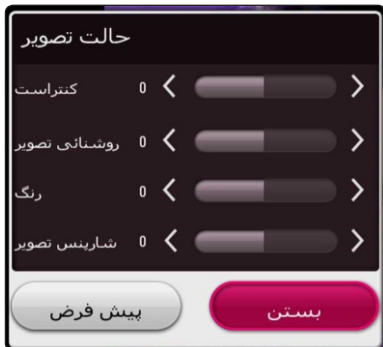 حالت تصویر
کنتراست 0
روشنائی تصویر 0
رنگ 0
شارپنس تصویر 0
بستن پیش فرض